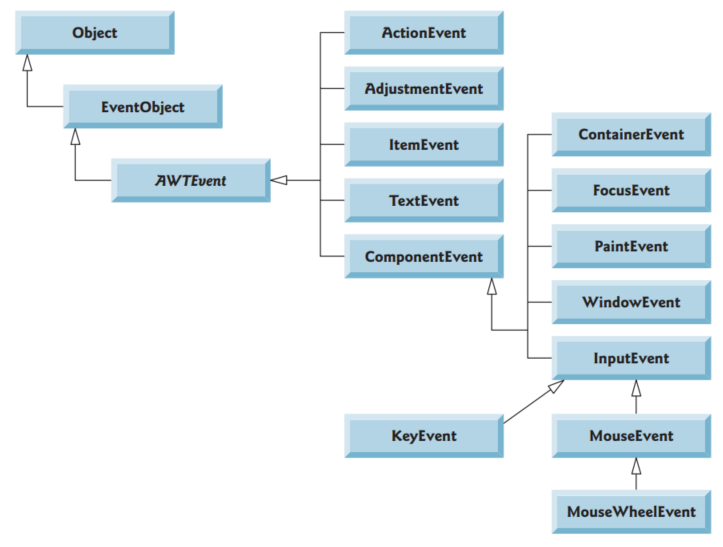 Object
EventObject
AWTEvent
ActionEvent
AdjustmentEvent
ItemEvent
TextEvent
ComponentEvent
ContainerEvent
FocusEvent
PaintEvent
WindowEvent
InputEvent
KeyEvent
MouseEvent
MouseWheelEvent